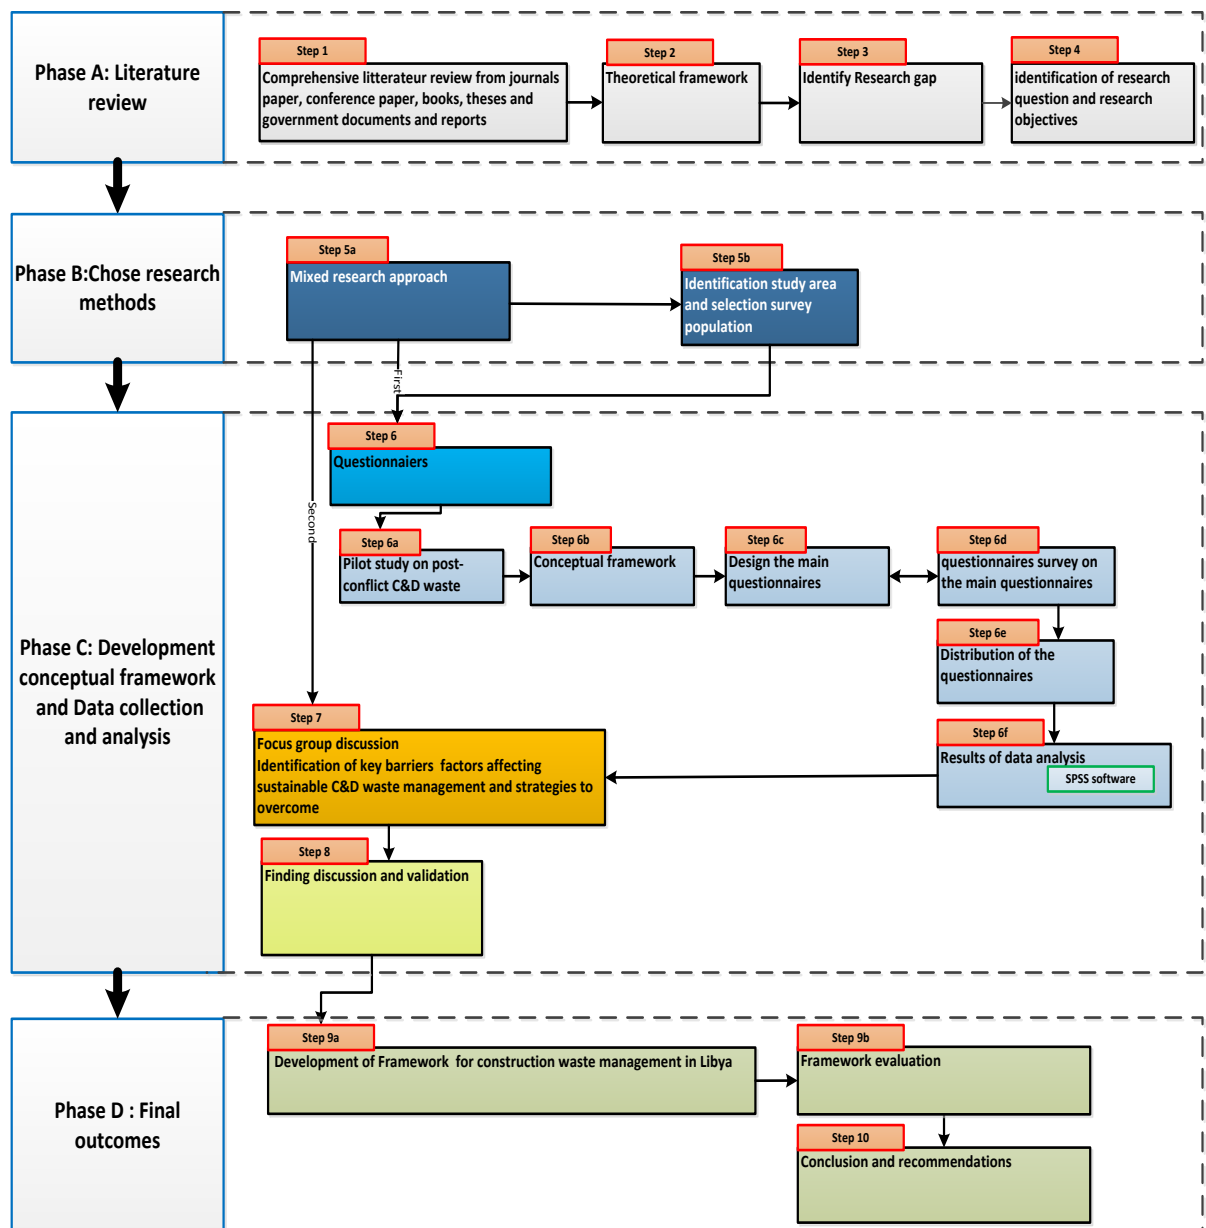 Phase A: Literature
review
Step 1
Comprehensive litterateur review from journals
paper, conference paper, books, theses and
government documents and reports
Step 2
Theoretical framework
Step 3
Identify Research gap
Step 4
identification of research
question and research
objectives
Phase B:Chose research
methods
Step 5a
Mixed research approach
Step 5b
Identification study area
and selection survey
population
First
Second
Phase C: Development
conceptual framework
and Data collection
and analysis
Step 6
Questionnaiers
Step 6a
Pilot study on post-
conflict C&D waste
Step 6b
Conceptual framework
Step 6c
Design the main
questionnaires
Step 6d
questionnaires survey on
the main questionnaires
Step 6e
Distribution of the
questionnaires
Step 6f
Results of data analysis
SPSS software
Step 7
Focus group discussion
Identification of key barriers factors affecting
sustainable C&D waste management and strategies to
overcome
Step 8
Finding discussion and validation
Phase D : Final
outcomes
Step 9a
Development of Framework for construction waste management in Libya
Step 9b
Framework evaluation
Step 10
Conclusion and recommendations